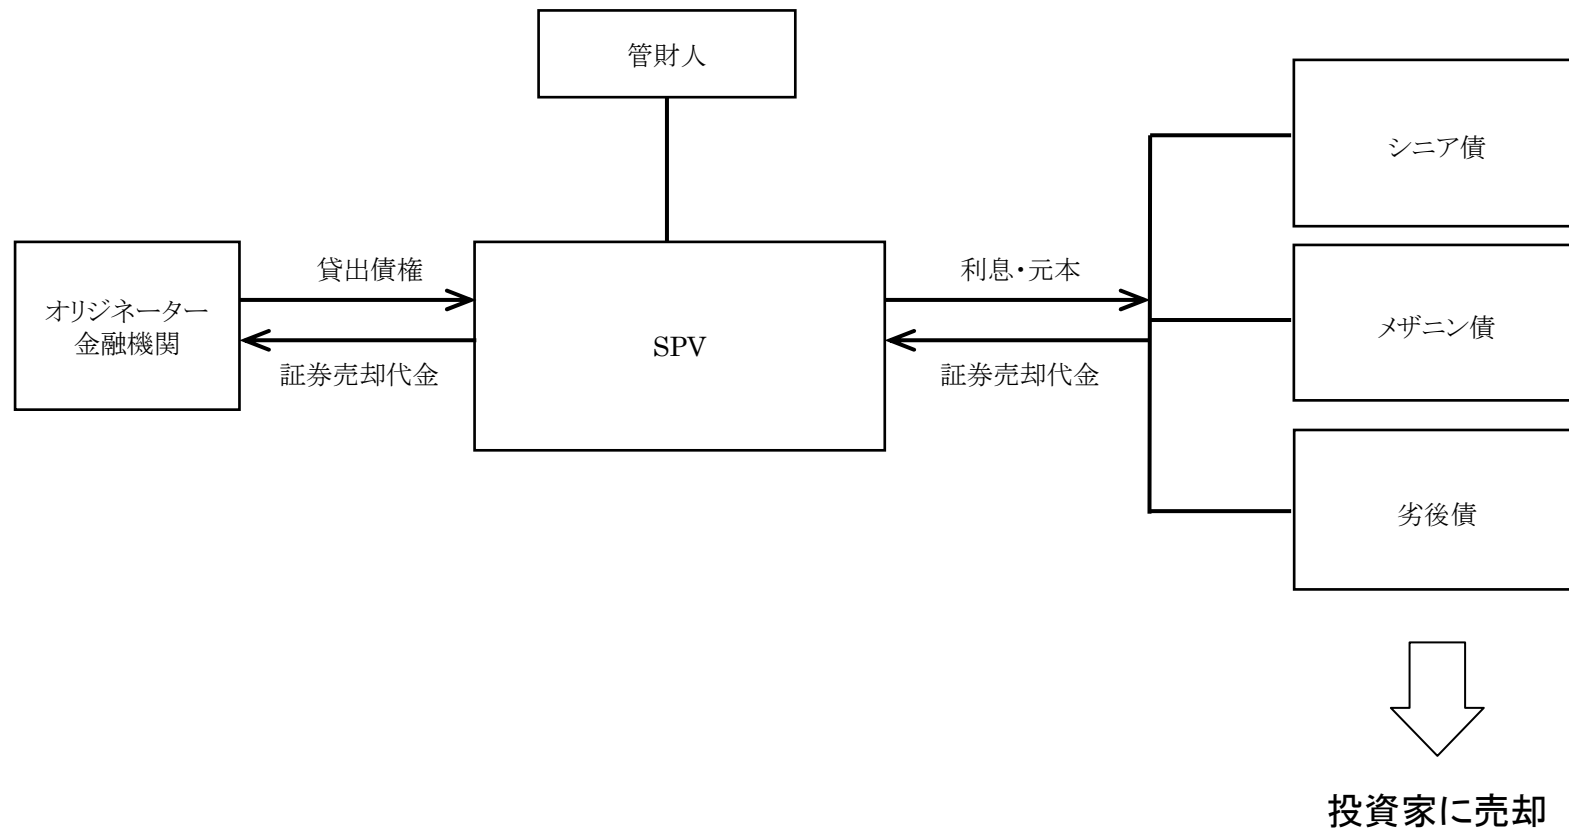 管財人
シニア債
オリジネーター
金融機関
貸出債権
証券売却代金
SPV
利息・元本
証券売却代金
メザニン債
劣後債
投資家に売却